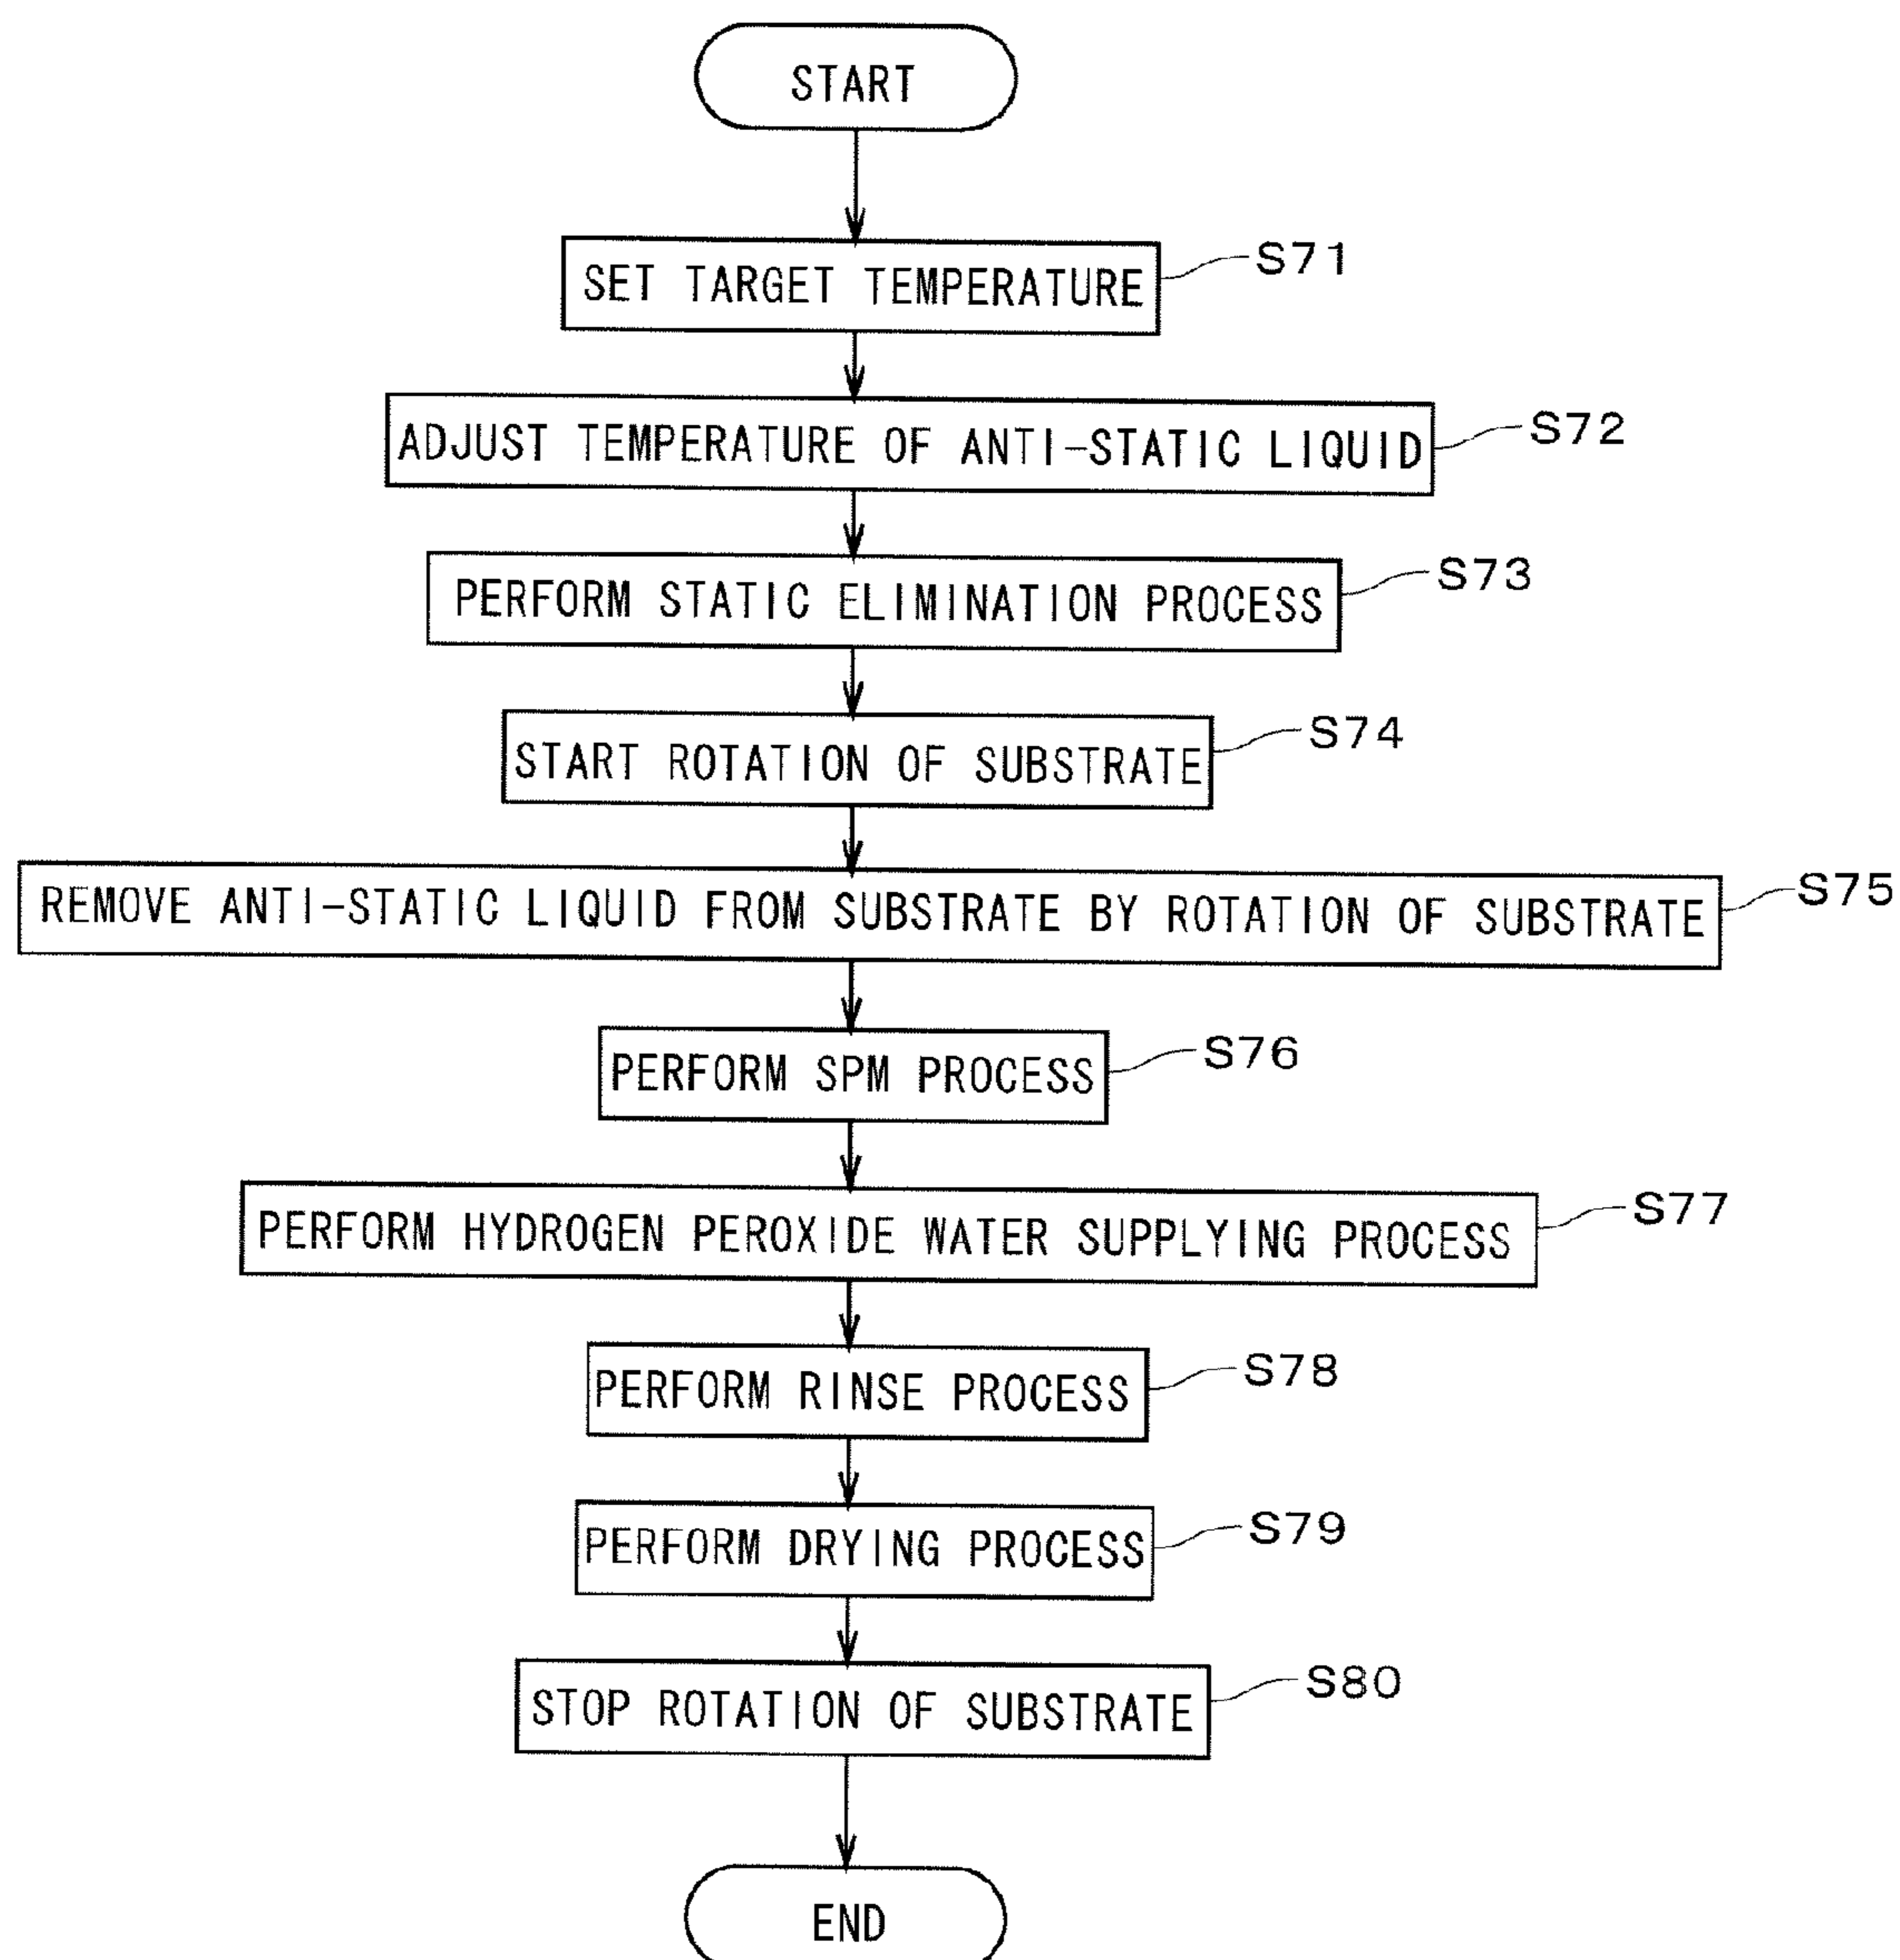 START
SET TARGET TEMPERATURE
S71
ADJUST TEMPERATURE OF ANTI-STATIC LIQUID
S72
PERFORM STATIC ELIMINATION PROCESS
S73
START ROTATION OF SUBSTRATE
S74
REMOVE ANTI-STATIC LIQUID FROM SUBSTRATE BY ROTATION OF SUBSTRATE
S75
PERFORM SPM PROCESS
S76
PERFORM HYDROGEN PEROXIDE WATER SUPPLYING PROCESS
S77
PERFORM RINSE PROCESS
S78
PERFORM DRYING PROCESS
S79
STOP ROTATION OF SUBSTRATE
S80
END